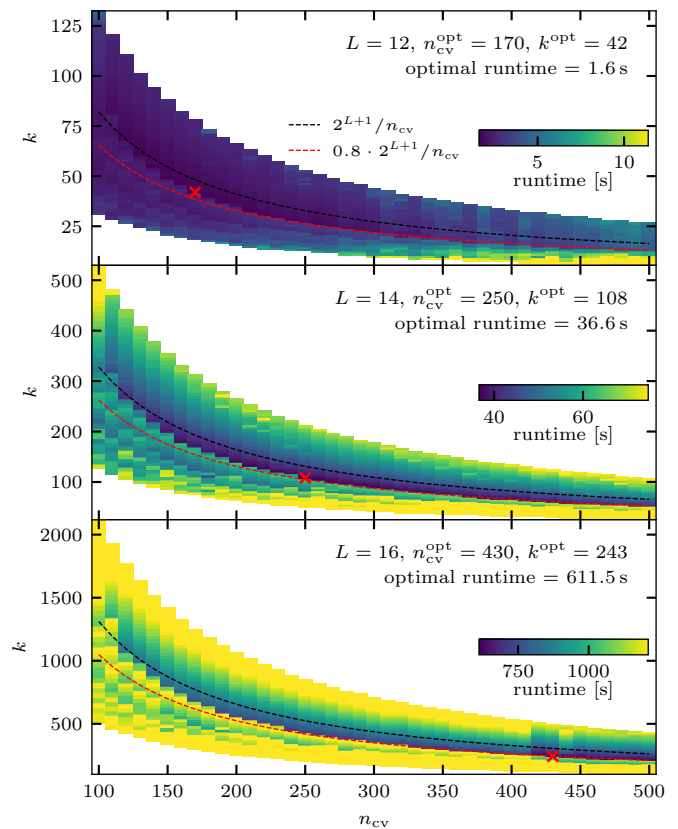 125
100
75
50
25
k
L = 12, n_cv^opt = 170, k^opt = 42
optimal runtime = 1.6 s
2^{L+1}/n_cv
0.8 · 2^{L+1}/n_cv
5 10
runtime [s]
500
400
300
200
100
k
L = 14, n_cv^opt = 250, k^opt = 108
optimal runtime = 36.6 s
40 60
runtime [s]
2000
1500
1000
500
k
L = 16, n_cv^opt = 430, k^opt = 243
optimal runtime = 611.5 s
750 1000
runtime [s]
100 150 200 250 300 350 400 450 500
n_cv